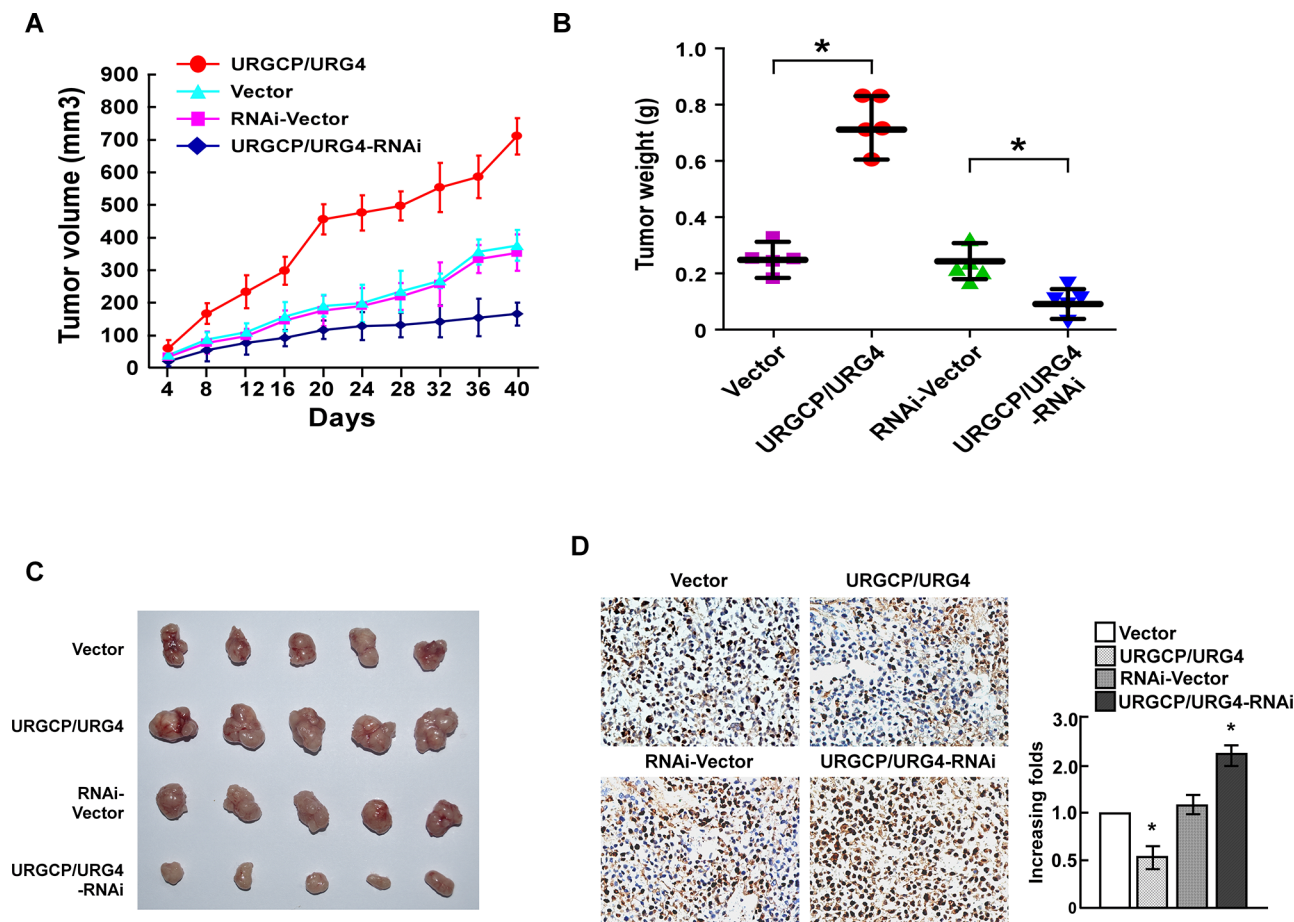 A
URGCP/URG4
Vector
RNAi-Vector
URGCP/URG4-RNAi
Tumor volume (mm3)
900
800
700
600
500
400
300
200
100
0
4 8 12 16 20 24 28 32 36 40
Days
B
Tumor weight (g)
1.0
0.8
0.6
0.4
0.2
0
*
*
Vector
URGCP/URG4
RNAi-Vector
URGCP/URG4
-RNAi
C
Vector
URGCP/URG4
RNAi-
Vector
URGCP/URG4
-RNAi
D
Vector URGCP/URG4
RNAi-Vector URGCP/URG4-RNAi
Vector
URGCP/URG4
RNAi-Vector
URGCP/URG4-RNAi
Increasing folds
3.0
2.0
1.0
0.5
0
*
*